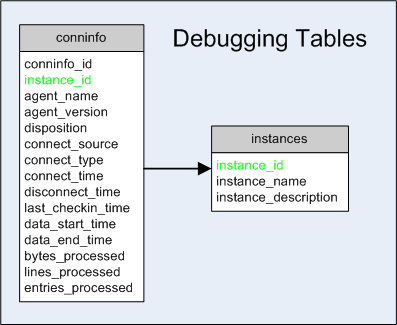 Debugging Tables
conninfo
conninfo_id
instance_id
agent_name
agent_version
disposition
connect_source
connect_type
connect_time
disconnect_time
last_checkin_time
data_start_time
data_end_time
bytes_processed
lines_processed
entries_processed
instances
instance_id
instance_name
instance_description